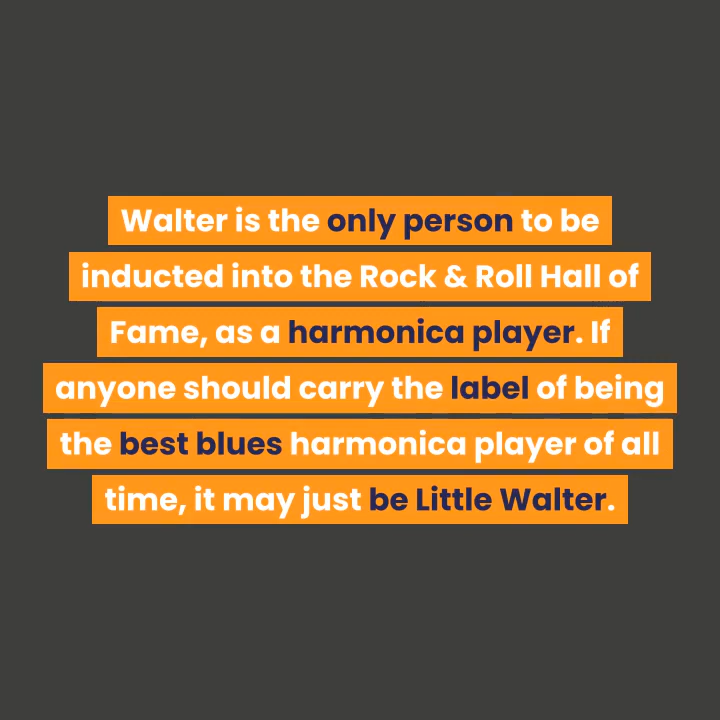 Walter is the only person to be
inducted into the Rock & Roll Hall of
Fame, as a harmonica player. If
anyone should carry the label of being
the best blues harmonica player of all
time, it may just be Little Walter.